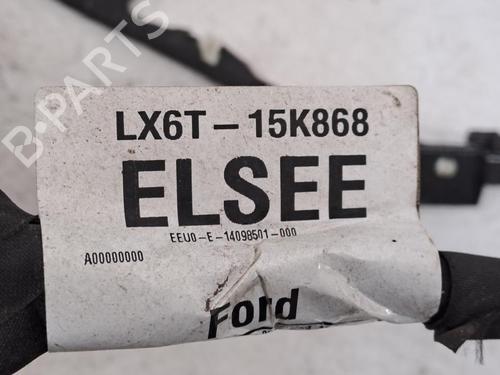 B-PARTS
LX6T-15K868
ELSEE
EEU0-E-14098501-000
A00000000
Ford